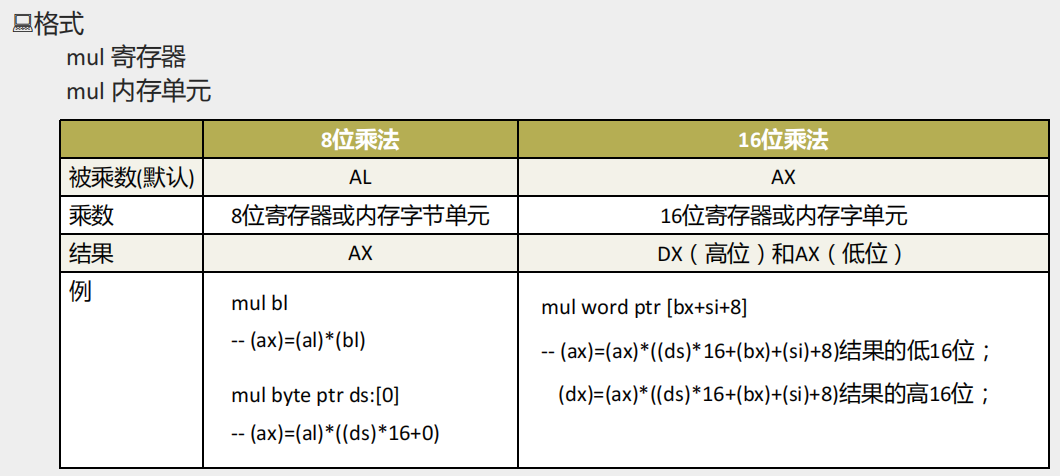 格式
mul 寄存器
mul 内存单元
8位乘法 16位乘法
被乘数(默认) AL AX
乘数 8位寄存器或内存字节单元 16位寄存器或内存字单元
结果 AX DX（高位）和AX（低位）
例
mul bl
-- (ax)=(al)*(bl)
mul byte ptr ds:[0]
-- (ax)=(al)*((ds)*16+0)
mul word ptr [bx+si+8]
-- (ax)=(ax)*((ds)*16+(bx)+(si)+8)结果的低16位；
(dx)=(ax)*((ds)*16+(bx)+(si)+8)结果的高16位；